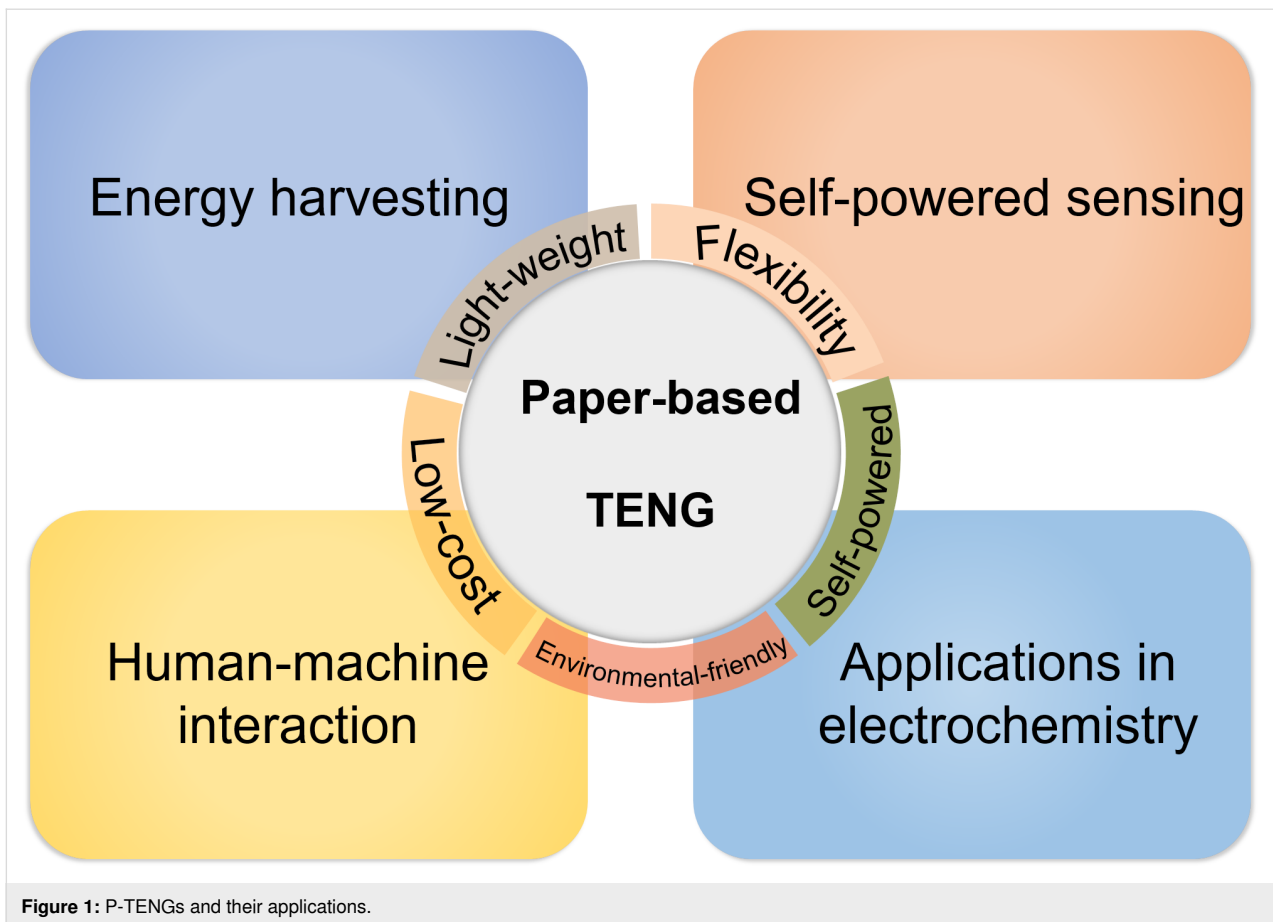 Energy harvesting
Self-powered sensing
Light-weight
Flexibility
Paper-based
TENG
Low-cost
Self-powered
Environmental-friendly
Human-machine
interaction
Applications in
electrochemistry
Figure 1: P-TENGs and their applications.